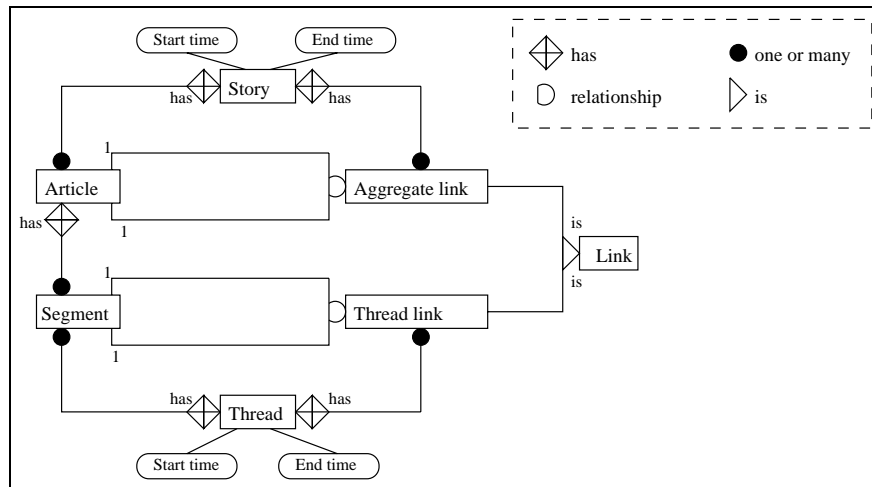 Start time
End time
has
one or many
has
Story
has
relationship
is
1
Article
Aggregate link
has
1
is
Link
1
is
Segment
Thread link
1
has
Thread
has
Start time
End time